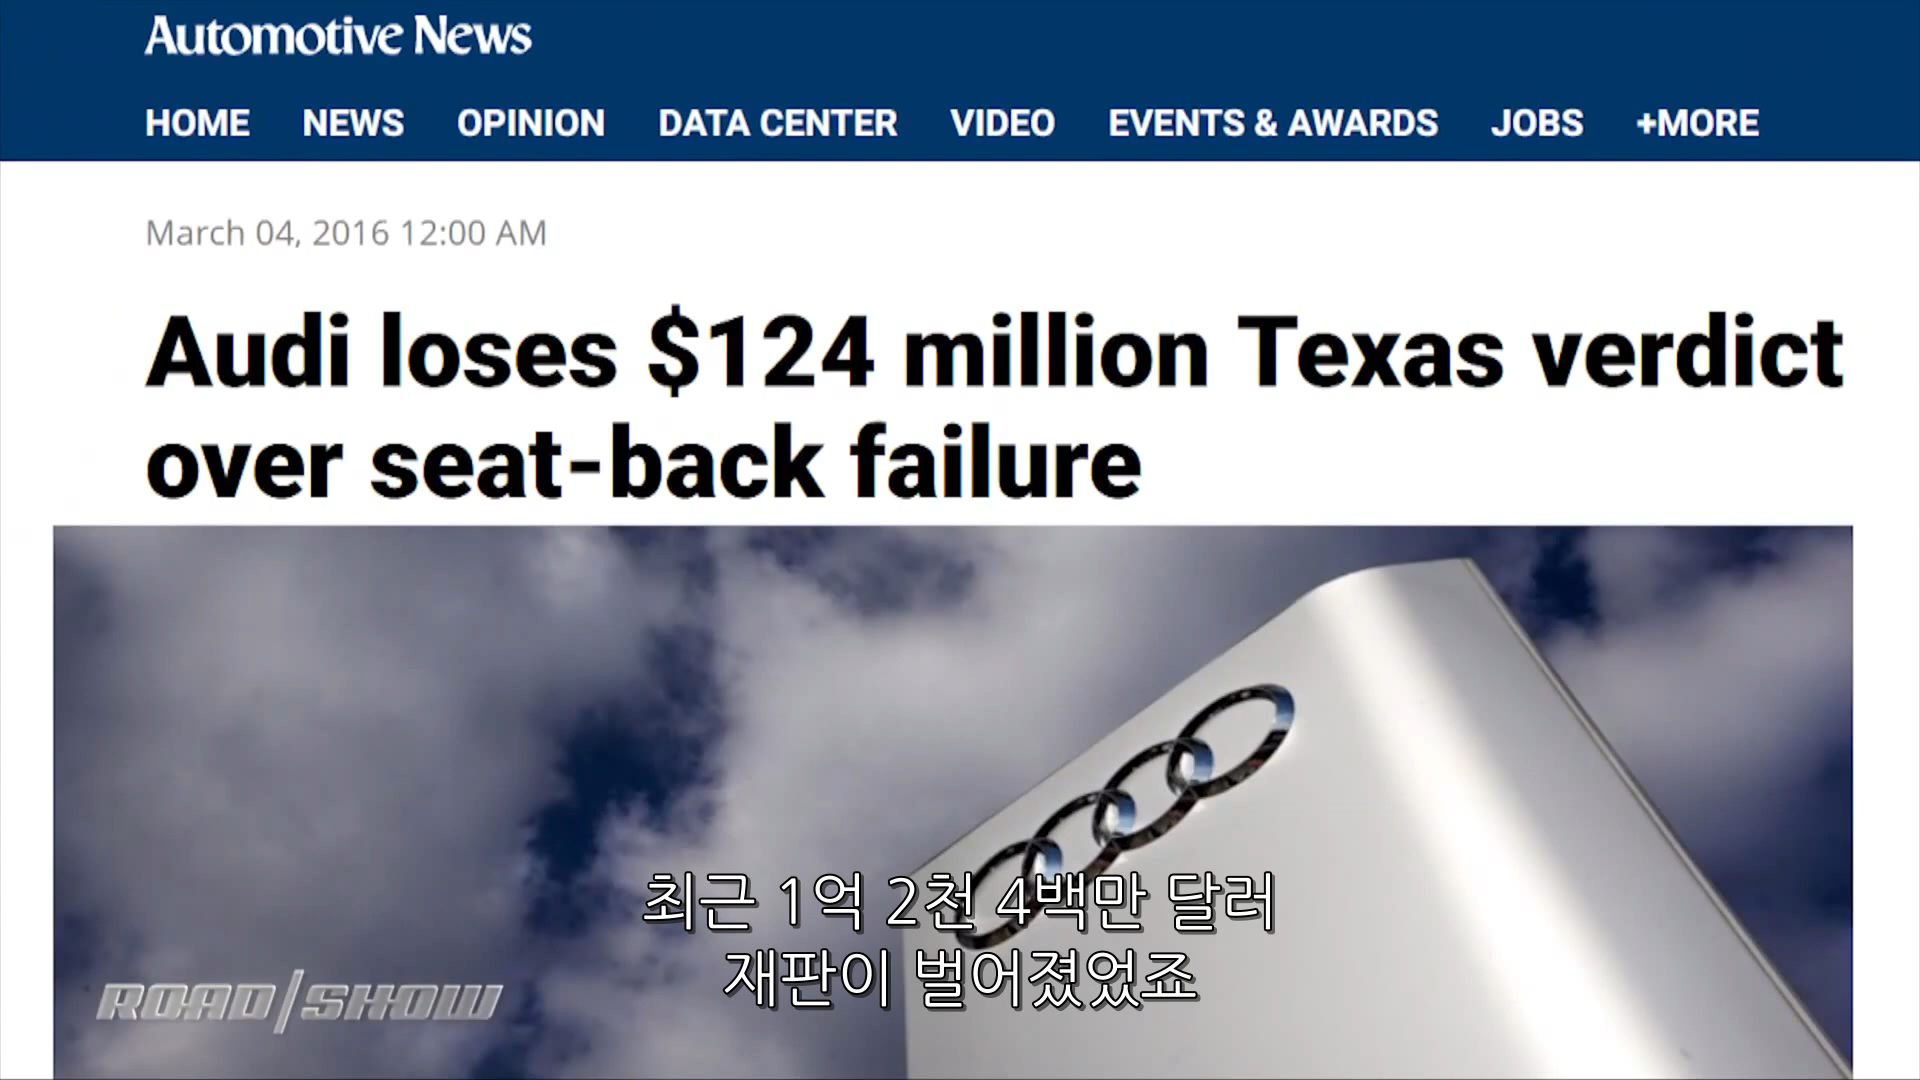 Automotive News
HOME NEWS OPINION DATA CENTER VIDEO EVENTS & AWARDS JOBS +MORE
March 04, 2016 12:00 AM
Audi loses $124 million Texas verdict
over seat-back failure
최근 1억 2천 4백만 달러
재판이 벌어졌었죠
ROAD/SHOW